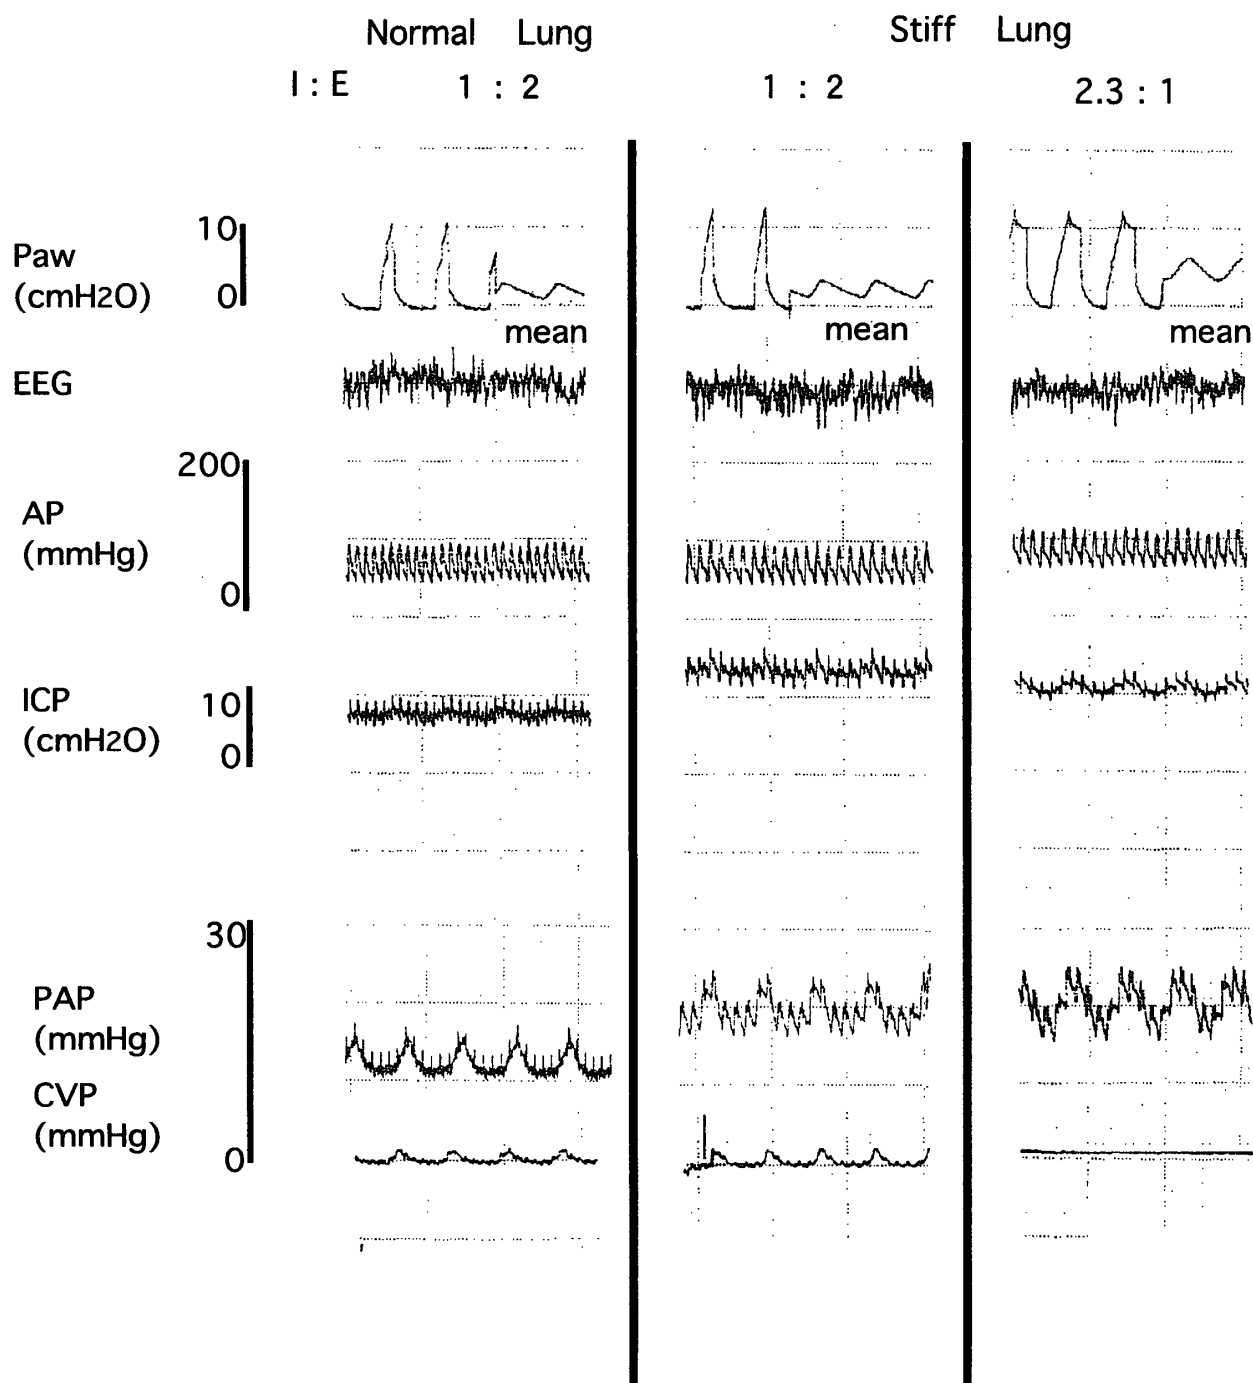 Normal Lung
Stiff Lung
I : E 1 : 2
1 : 2
2.3 : 1
Paw
(cmH2O)
10
0
mean
mean
mean
EEG
200
AP
(mmHg)
0
ICP
(cmH2O)
10
0
30
PAP
(mmHg)
CVP
(mmHg)
0